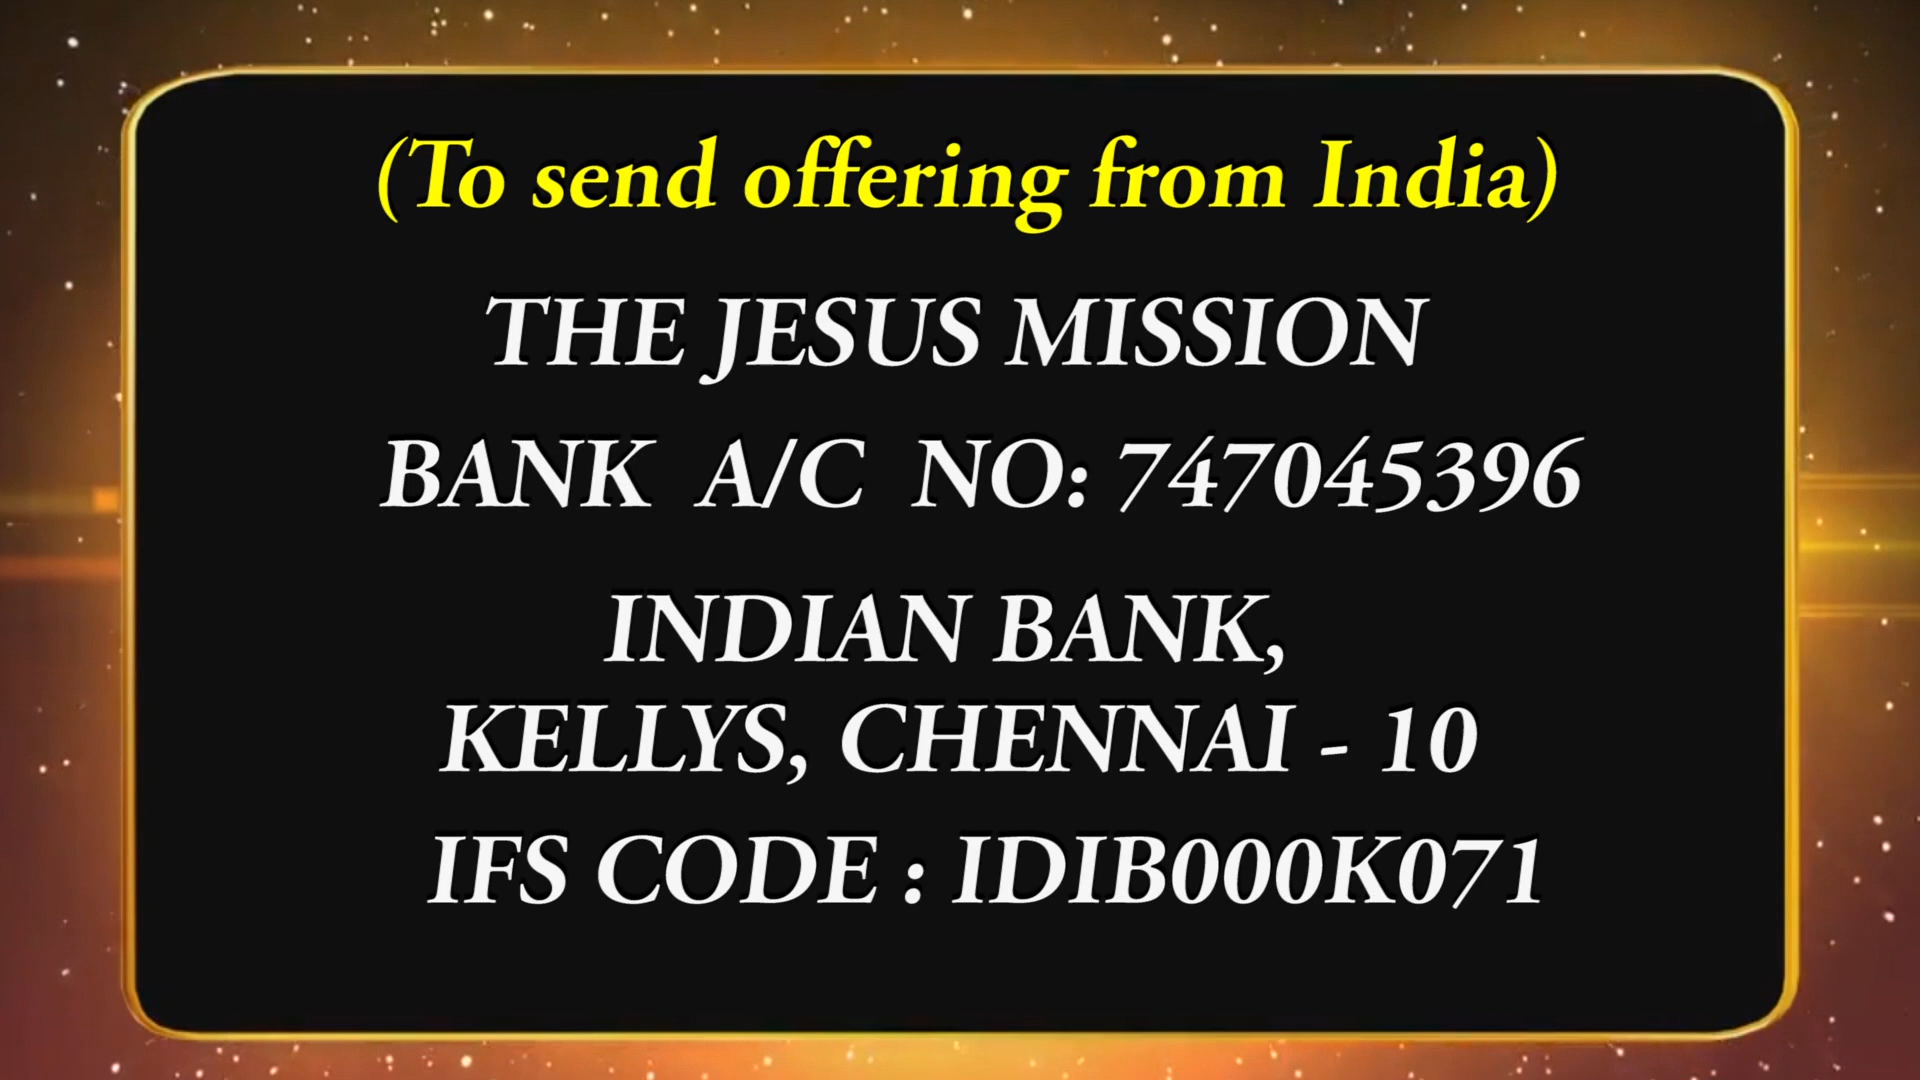 (To send offering from India)
THE JESUS MISSION
BANK A/C NO: 747045396
INDIAN BANK,
KELLYS, CHENNAI - 10
IFS CODE : IDIB000K071